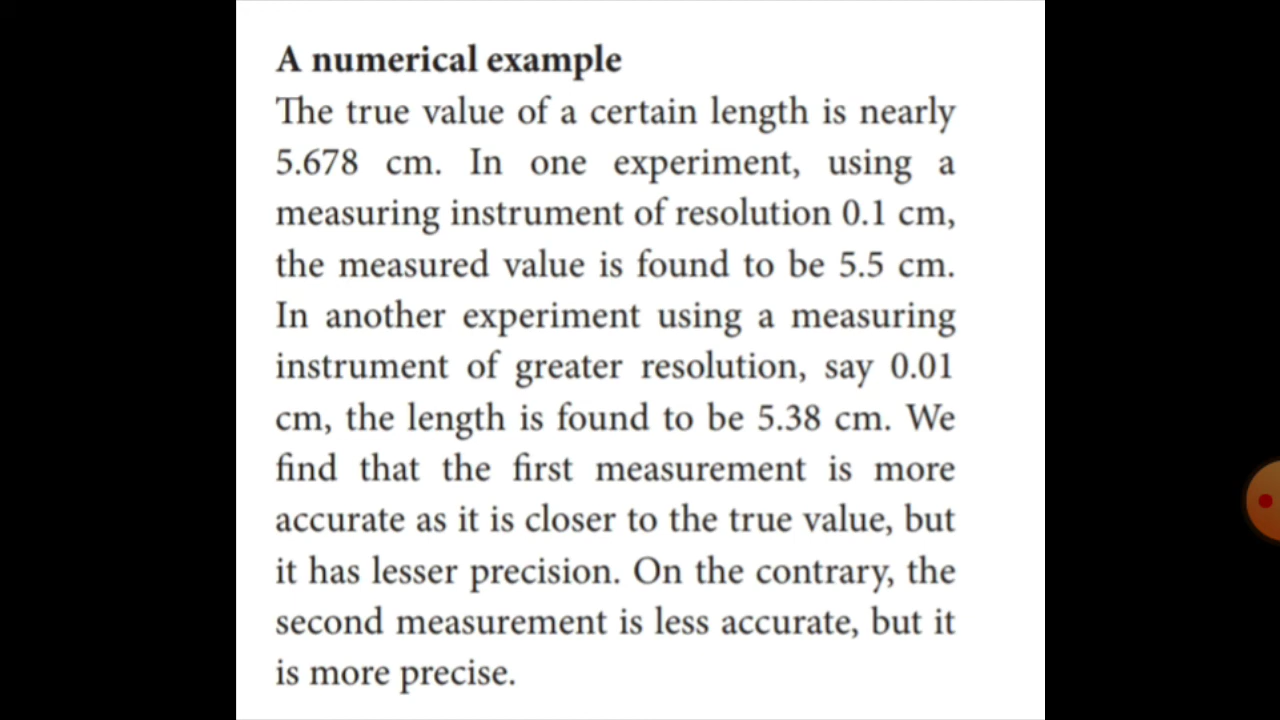 A numerical example
The true value of a certain length is nearly
5.678 cm. In one experiment, using a
measuring instrument of resolution 0.1 cm,
the measured value is found to be 5.5 cm.
In another experiment using a measuring
instrument of greater resolution, say 0.01
cm, the length is found to be 5.38 cm. We
find that the first measurement is more
accurate as it is closer to the true value, but
it has lesser precision. On the contrary, the
second measurement is less accurate, but it
is more precise.